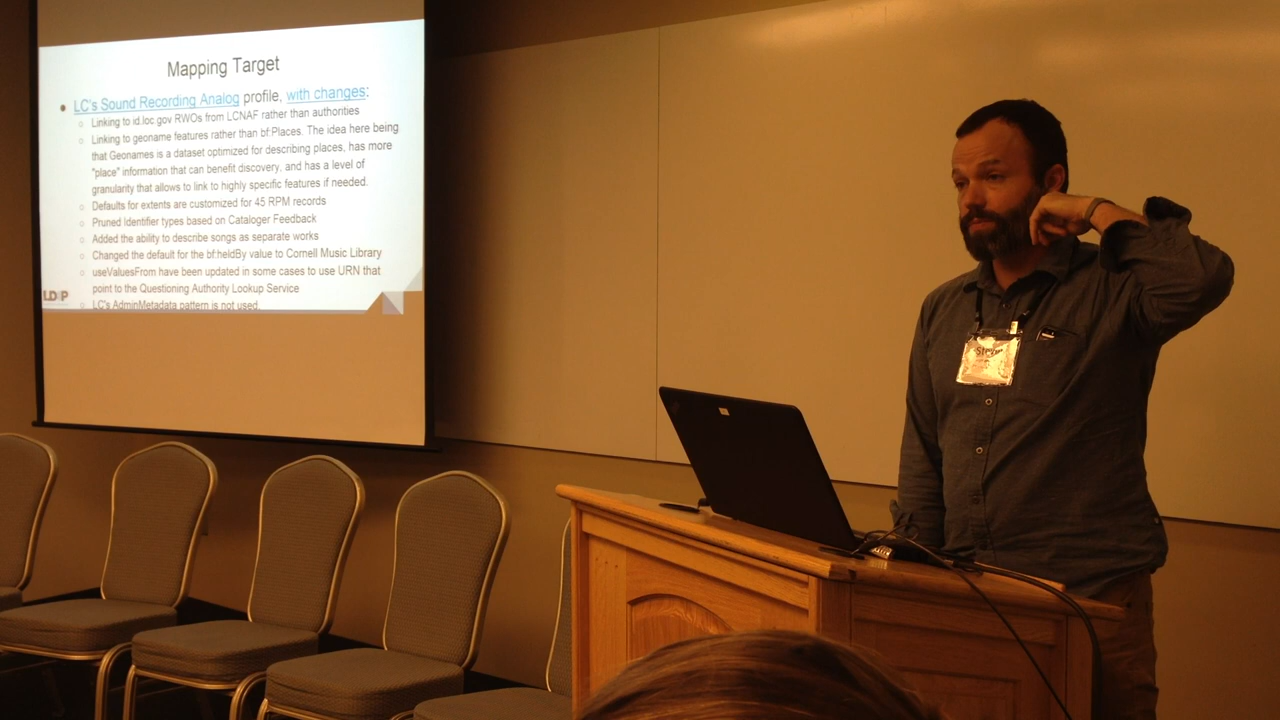 Mapping Target
LC's Sound Recording Analog profile, with changes:
Linking to id.loc.gov RWOs from LCNAF rather than authorities
Linking to geoname features rather than bf:Places. The idea here being
that Geonames is a dataset optimized for describing places, has more
"place" information that can benefit discovery, and has a level of
granularity that allows to link to highly specific features if needed.
Defaults for extents are customized for 45 RPM records
Pruned Identifier types based on Cataloger Feedback
Added the ability to describe songs as separate works
Changed the default for the bf:heldBy value to Cornell Music Library
useValuesFrom have been updated in some cases to use URN that
point to the Questioning Authority Lookup Service
LC's AdminMetadata pattern is not used.
LD4P